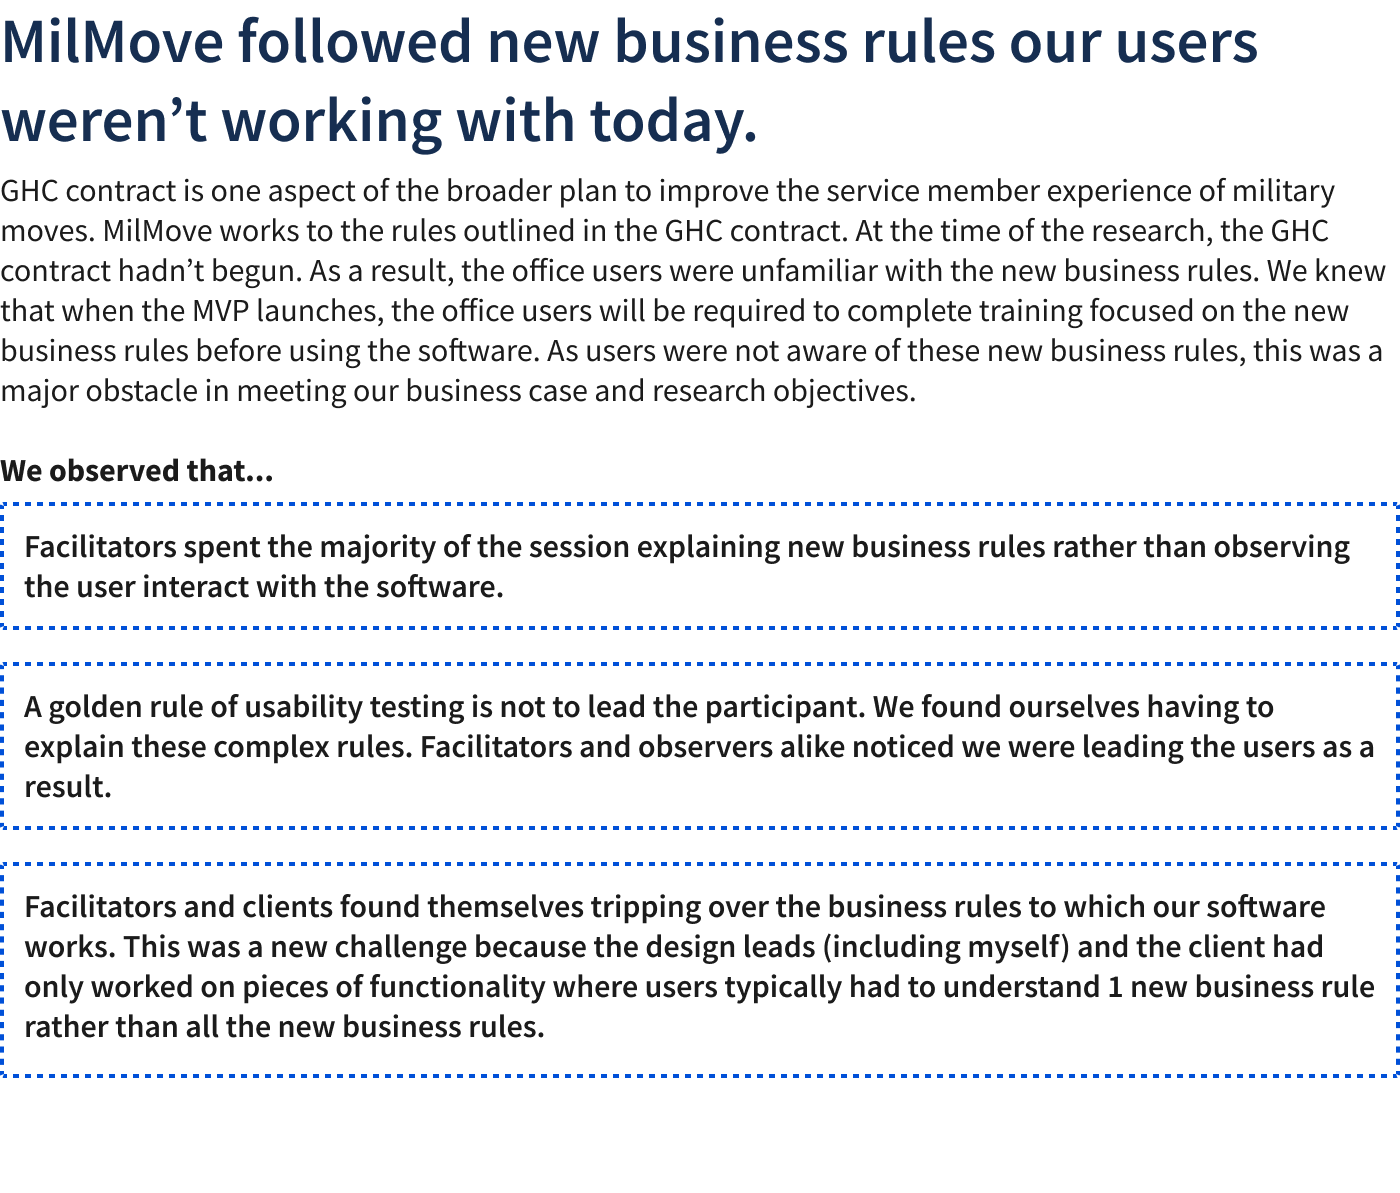 MilMove followed new business rules our users
weren’t working with today.
GHC contract is one aspect of the broader plan to improve the service member experience of military
moves. MilMove works to the rules outlined in the GHC contract. At the time of the research, the GHC
contract hadn’t begun. As a result, the office users were unfamiliar with the new business rules. We knew
that when the MVP launches, the office users will be required to complete training focused on the new
business rules before using the software. As users were not aware of these new business rules, this was a
major obstacle in meeting our business case and research objectives.
We observed that...
Facilitators spent the majority of the session explaining new business rules rather than observing
the user interact with the software.
A golden rule of usability testing is not to lead the participant. We found ourselves having to
explain these complex rules. Facilitators and observers alike noticed we were leading the users as a
result.
Facilitators and clients found themselves tripping over the business rules to which our software
works. This was a new challenge because the design leads (including myself) and the client had
only worked on pieces of functionality where users typically had to understand 1 new business rule
rather than all the new business rules.